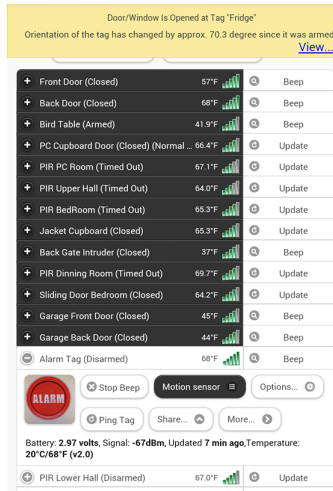 Door/Window Is Opened at Tag "Fridge"
Orientation of the tag has changed by approx. 70.3 degree since it was armed
View...
Front Door (Closed) 57°F Beep
Back Door (Closed) 68°F Beep
Bird Table (Armed) 41.9°F Beep
PC Cupboard Door (Closed) (Normal ... 66.4°F Update
PIR PC Room (Timed Out) 67.1°F Update
PIR Upper Hall (Timed Out) 64.0°F Update
PIR BedRoom (Timed Out) 65.3°F Update
Jacket Cupboard (Closed) 65.3°F Update
Back Gate Intruder (Closed) 37°F Beep
PIR Dinning Room (Timed Out) 69.7°F Update
Sliding Door Bedroom (Closed) 64.2°F Update
Garage Front Door (Closed) 45°F Beep
Garage Back Door (Closed) 44°F Beep
Alarm Tag (Disarmed) 68°F Beep
ALARM
Stop Beep Motion sensor Options...
Ping Tag Share... More...
Battery: 2.97 volts, Signal: -67dBm, Updated 7 min ago,Temperature:
20°C/68°F (v2.0)
PIR Lower Hall (Disarmed) 67.0°F Update